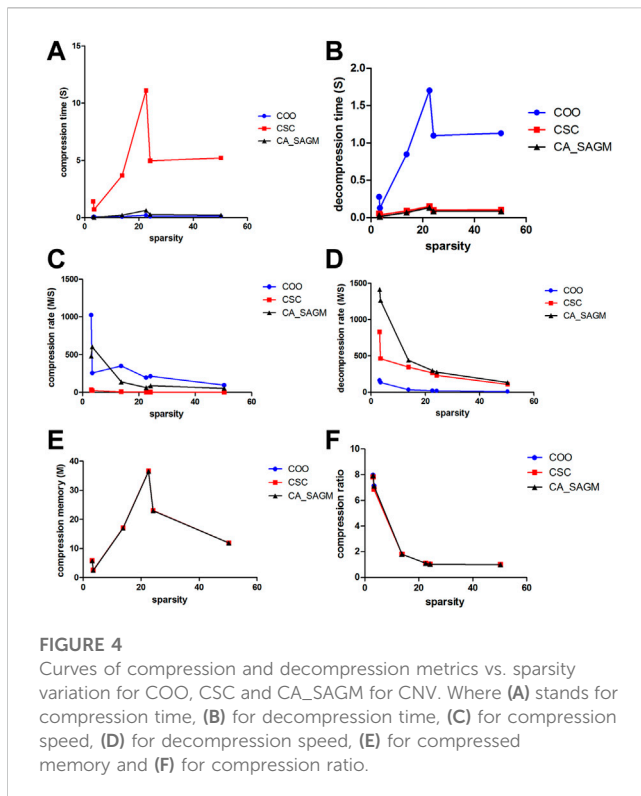 A
compression time (S)
15
10
5
0
0 20 40 60
sparsity
COO
CSC
CA_SAGM
B
decompression time (S)
2.0
1.5
1.0
0.5
0.0
0 20 40 60
sparsity
COO
CSC
CA_SAGM
C
compression rate (M/S)
1500
1000
500
0
0 20 40 60
sparsity
COO
CSC
CA_SAGM
D
decompression rate (M/S)
1500
1000
500
0
0 20 40 60
sparsity
COO
CSC
CA_SAGM
E
compression memory (M)
40
30
20
10
0
0 20 40 60
sparsity
COO
CSC
CA_SAGM
F
compression ratio
10
8
6
4
2
0
0 20 40 60
sparsity
COO
CSC
CA_SAGM
FIGURE 4
Curves of compression and decompression metrics vs. sparsity
variation for COO, CSC and CA_SAGM for CNV. Where (A) stands for
compression time, (B) for decompression time, (C) for compression
speed, (D) for decompression speed, (E) for compressed
memory and (F) for compression ratio.